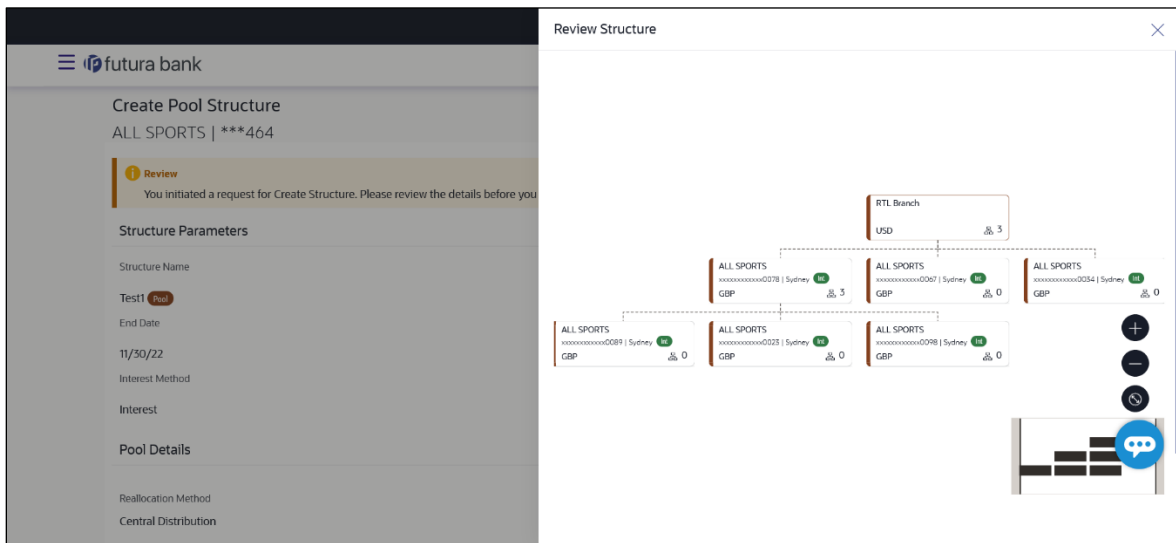 futura bank
Create Pool Structure
ALL SPORTS | ***464
Review
You initiated a request for Create Structure. Please review the details before you
Structure Parameters
Structure Name
Test1 Pool
End Date
11/30/22
Interest Method
Interest
Pool Details
Reallocation Method
Central Distribution
Review Structure
RTL Branch
USD 3
ALL SPORTS
xxxxxxxxxxxx0078 | Sydney Int
GBP 3
ALL SPORTS
xxxxxxxxxxxx0067 | Sydney Int
GBP 0
ALL SPORTS
xxxxxxxxxxxx0034 | Sydney Int
GBP 0
ALL SPORTS
xxxxxxxxxxxx0089 | Sydney Int
GBP 0
ALL SPORTS
xxxxxxxxxxxx0023 | Sydney Int
GBP 0
ALL SPORTS
xxxxxxxxxxxx0098 | Sydney Int
GBP 0